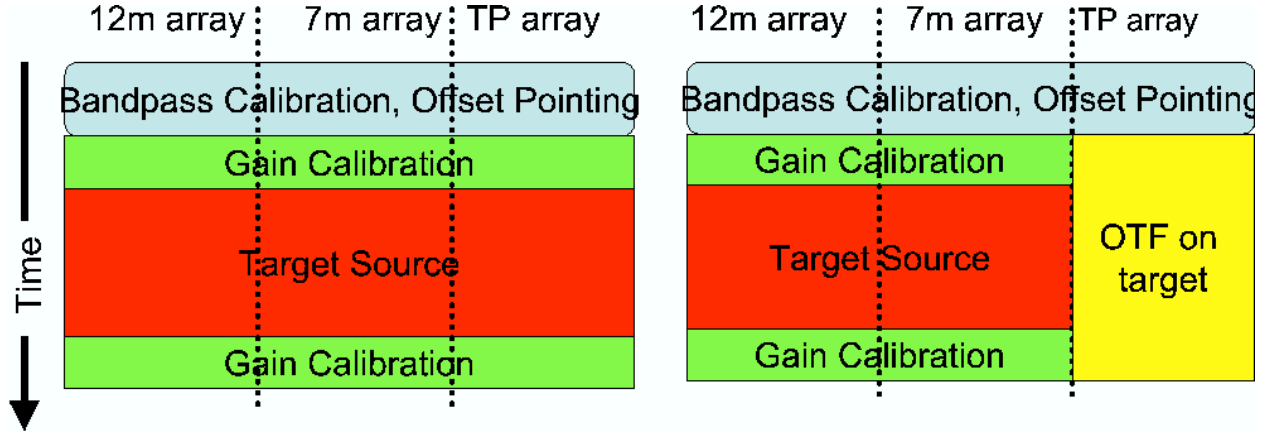 12m array 7m array TP array
Bandpass Calibration, Offset Pointing
Gain Calibration
Target Source
Gain Calibration
Time
12m array 7m array TP array
Bandpass Calibration, Offset Pointing
Gain Calibration
Target Source
OTF on
target
Gain Calibration